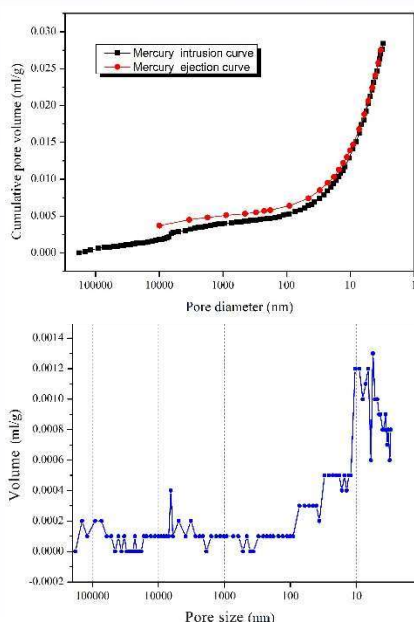 0.030
0.025
0.020
0.015
0.010
0.005
0.000
Cumulative pore volume (ml/g)
Mercury intrusion curve
Mercury ejection curve
100000 10000 1000 100 10
Pore diameter (nm)
0.0014
0.0012
0.0010
0.0008
0.0006
0.0004
0.0002
0.0000
-0.0002
Volume (ml/g)
100000 10000 1000 100 10
Pore size (nm)